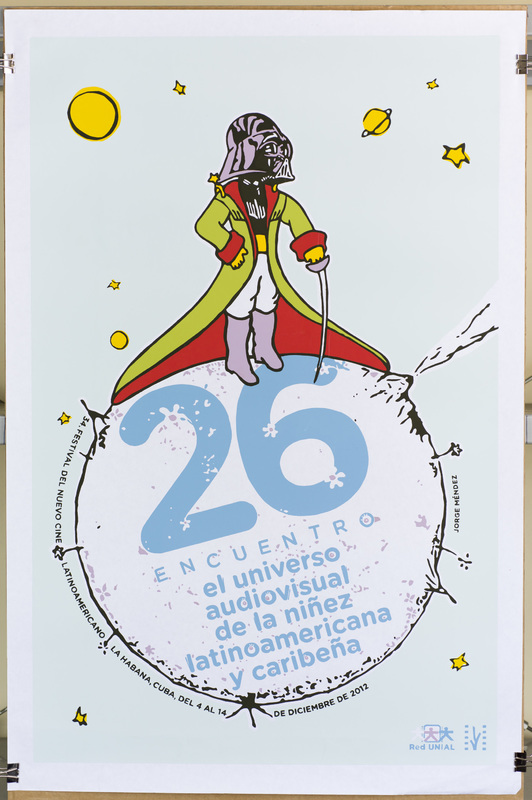 26
ENCUENTRO
el universo
audiovisual
de la niñez
latinoamericana
y caribeña
34. FESTIVAL DEL NUEVO CINE LATINOAMERICANO
LA HABANA, CUBA, DEL 4 AL 14 DE DICIEMBRE DE 2012
JORGE MÉNDEZ
Red UNIAL